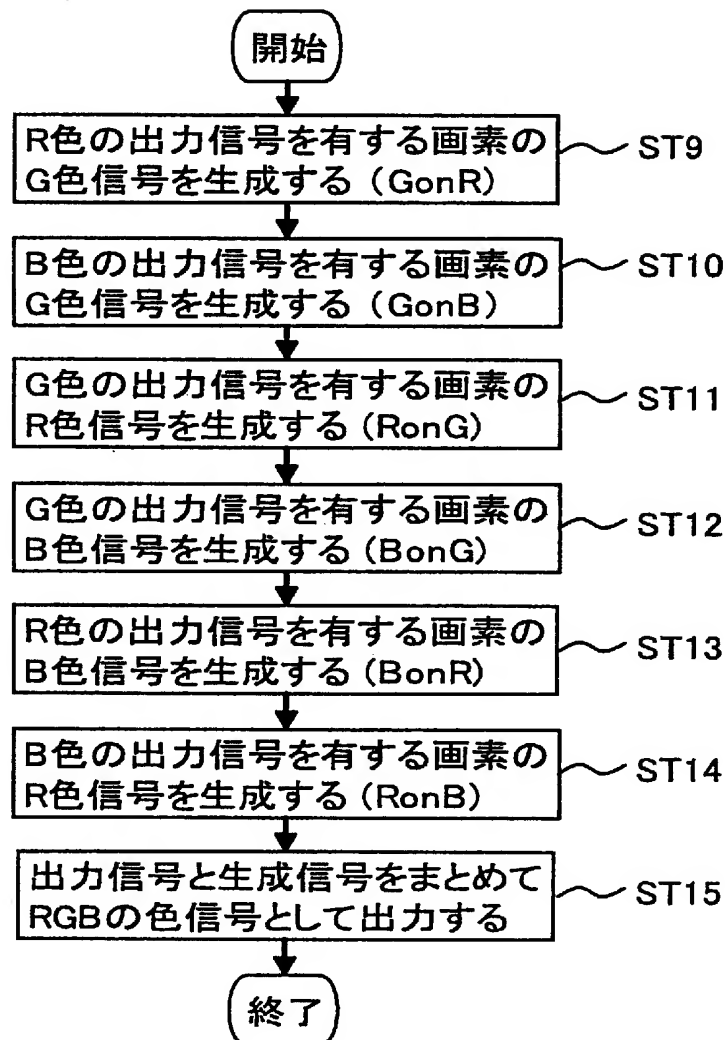 開始
R色の出力信号を有する画素の
G色信号を生成する (GonR)
ST9
B色の出力信号を有する画素の
G色信号を生成する (GonB)
ST10
G色の出力信号を有する画素の
R色信号を生成する (RonG)
ST11
G色の出力信号を有する画素の
B色信号を生成する (BonG)
ST12
R色の出力信号を有する画素の
B色信号を生成する (BonR)
ST13
B色の出力信号を有する画素の
R色信号を生成する (RonB)
ST14
出力信号と生成信号をまとめて
RGBの色信号として出力する
ST15
終了